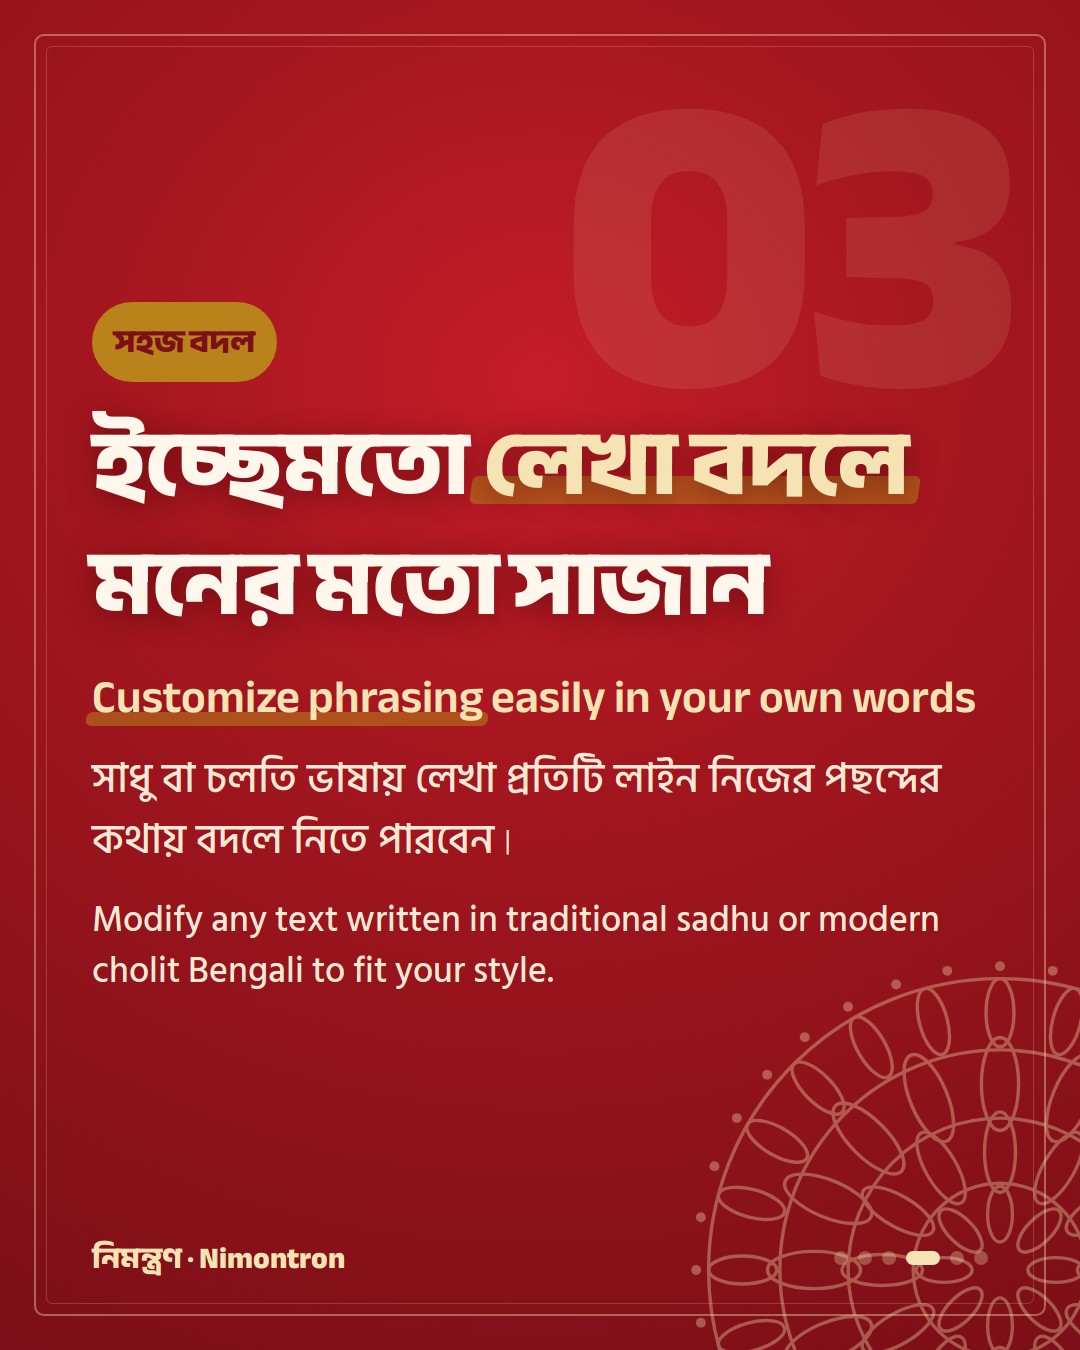 03
সহজ বদল
ইচ্ছেমতো লেখা বদলে
মনের মতো সাজান
Customize phrasing easily in your own words
সাধু বা চলতি ভাষায় লেখা প্রতিটি লাইন নিজের পছন্দের
কথায় বদলে নিতে পারবেন।
Modify any text written in traditional sadhu or modern
cholit Bengali to fit your style.
নিমন্ত্রণ · Nimontron